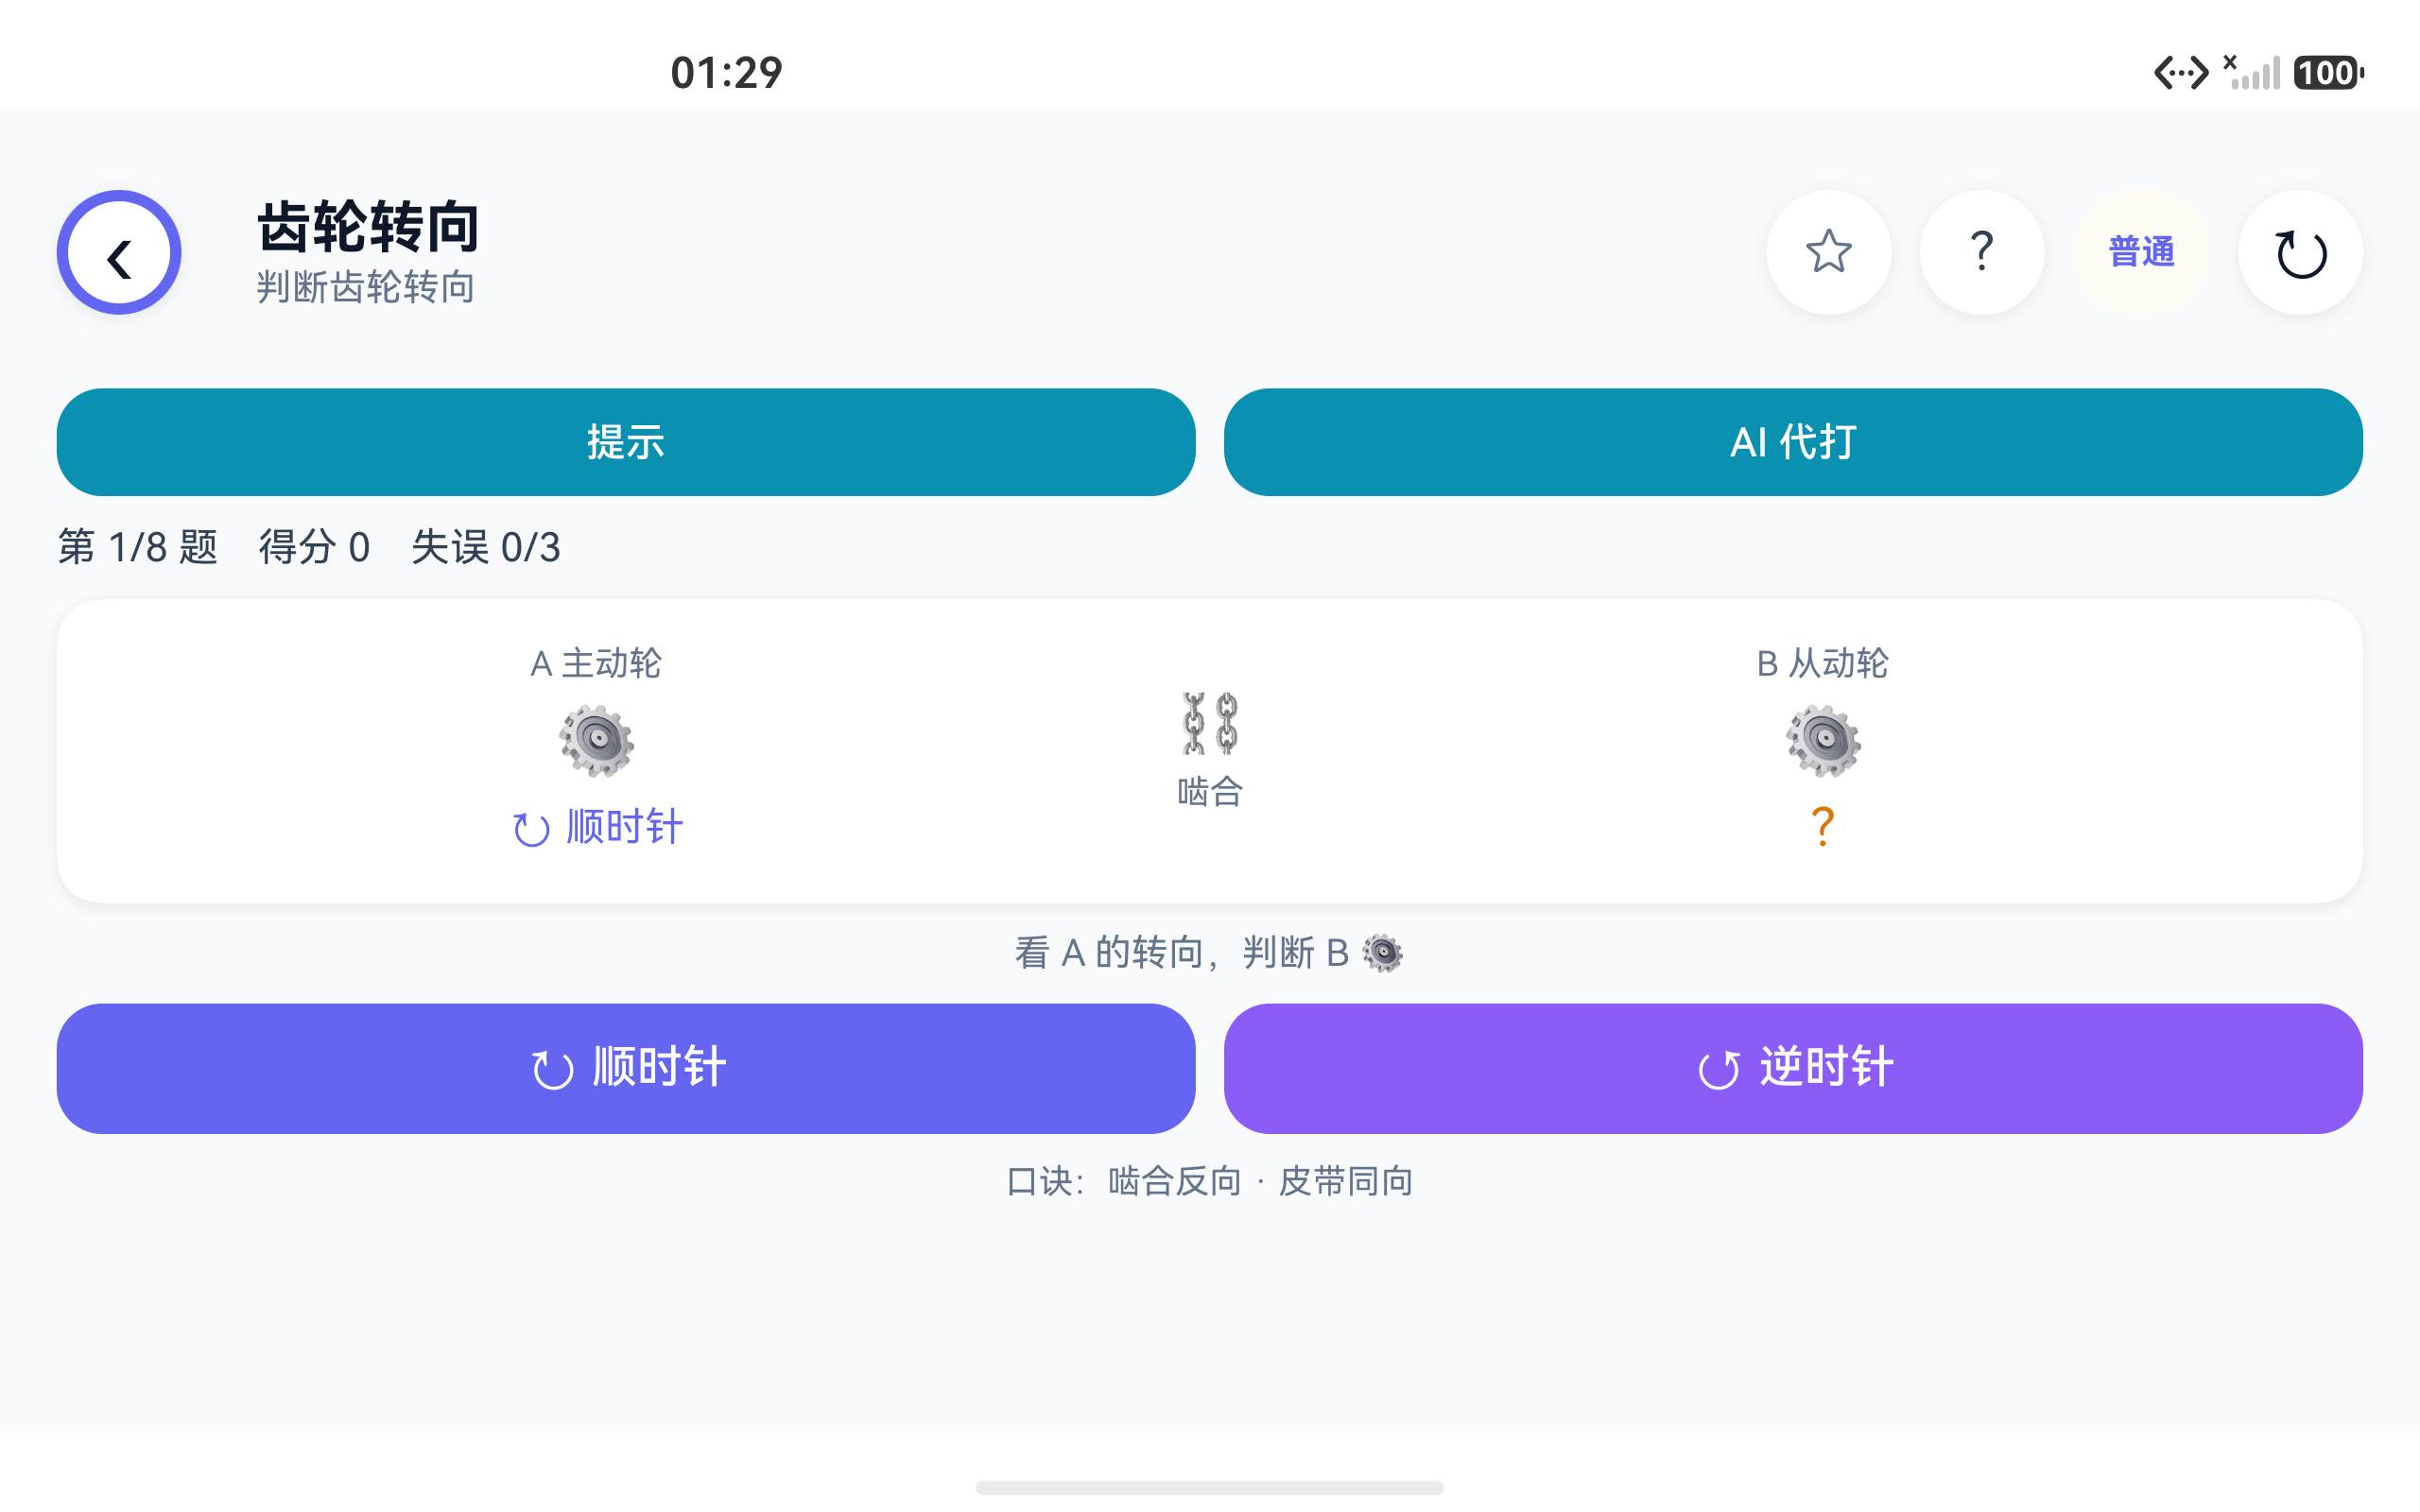 01:29
100
齿轮转向
判断齿轮转向
?
普通
提示
AI 代打
第 1/8 题 得分 0 失误 0/3
A 主动轮
B 从动轮
啮合
顺时针
?
看 A 的转向，判断 B
顺时针
逆时针
口诀：啮合反向 · 皮带同向